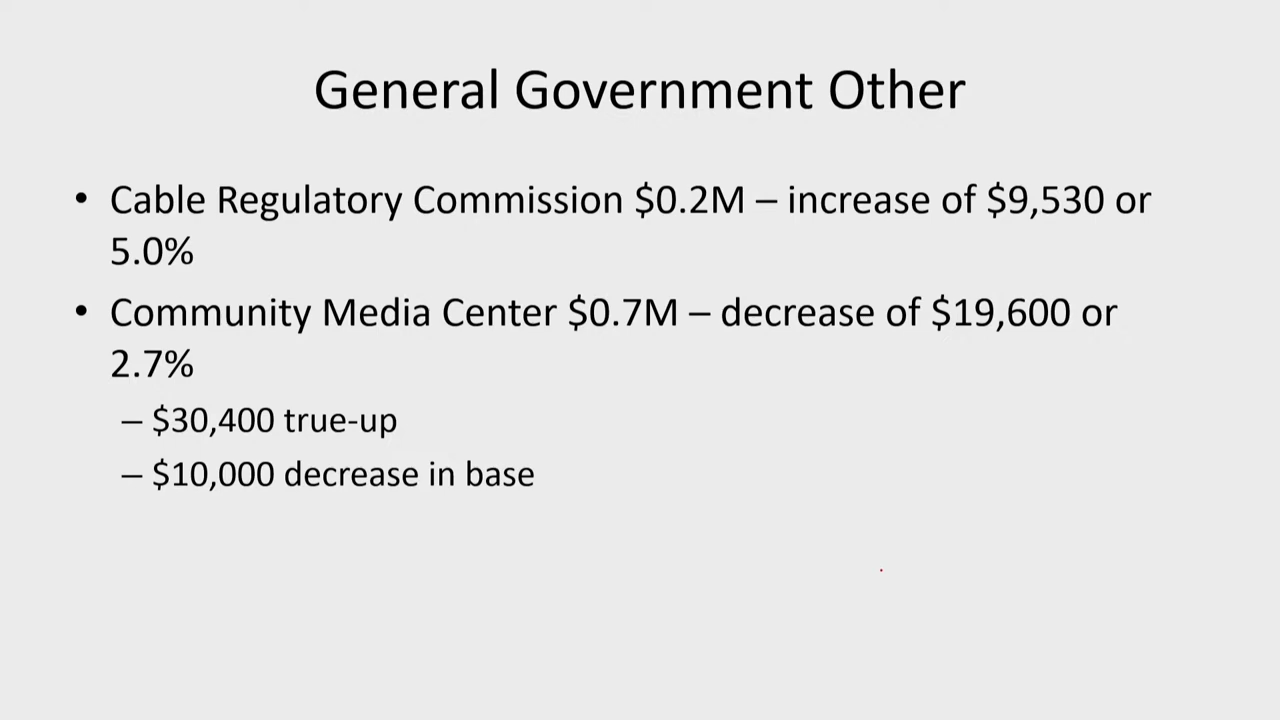 General Government Other
• Cable Regulatory Commission $0.2M – increase of $9,530 or
5.0%
• Community Media Center $0.7M – decrease of $19,600 or
2.7%
– $30,400 true-up
– $10,000 decrease in base